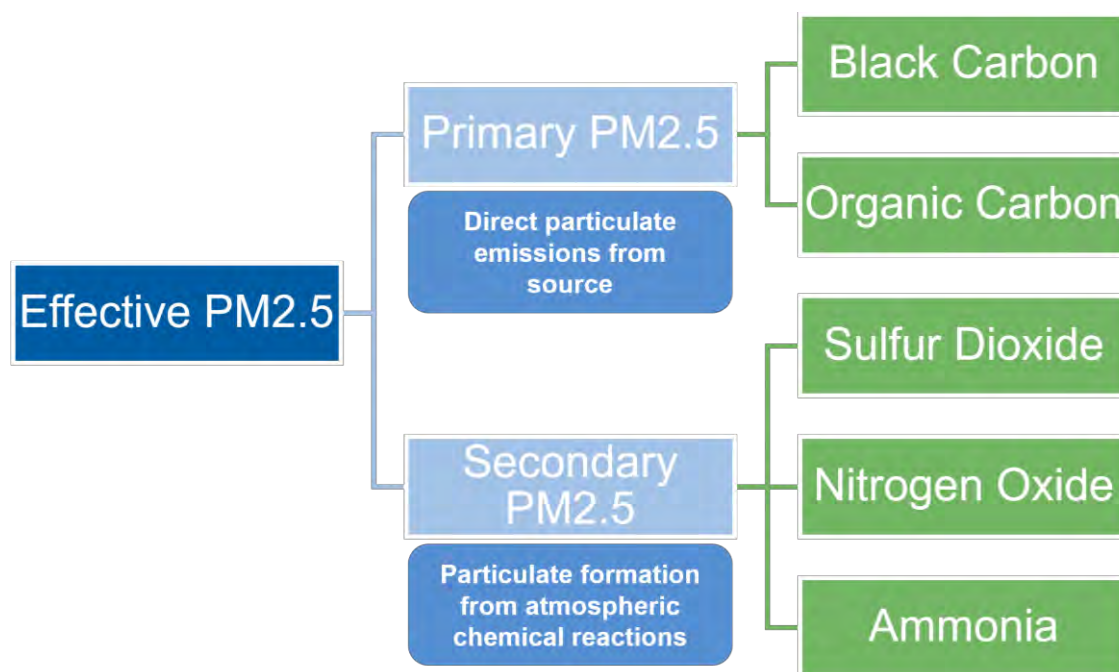 Effective PM2.5
Primary PM2.5
Direct particulate
emissions from
source
Black Carbon
Organic Carbon
Secondary
PM2.5
Particulate formation
from atmospheric
chemical reactions
Sulfur Dioxide
Nitrogen Oxide
Ammonia